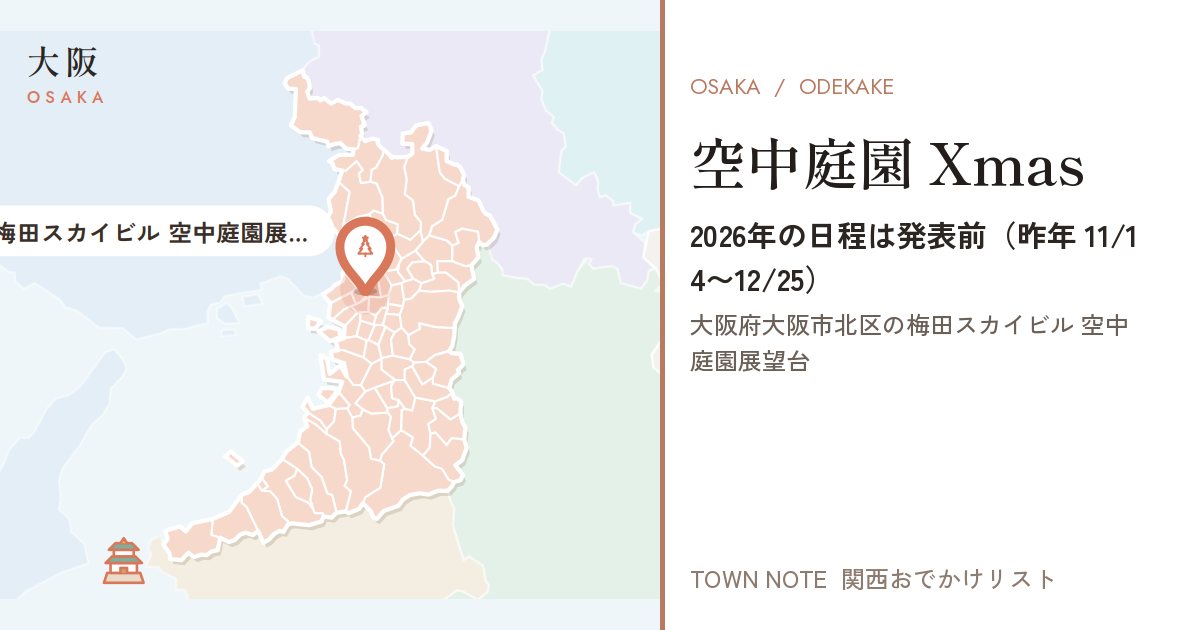 大阪
OSAKA
梅田スカイビル 空中庭園展...
OSAKA / ODEKAKE
空中庭園 Xmas
2026年の日程は発表前（昨年 11/1
4〜12/25）
大阪府大阪市北区の梅田スカイビル 空中
庭園展望台
TOWN NOTE 関西おでかけリスト